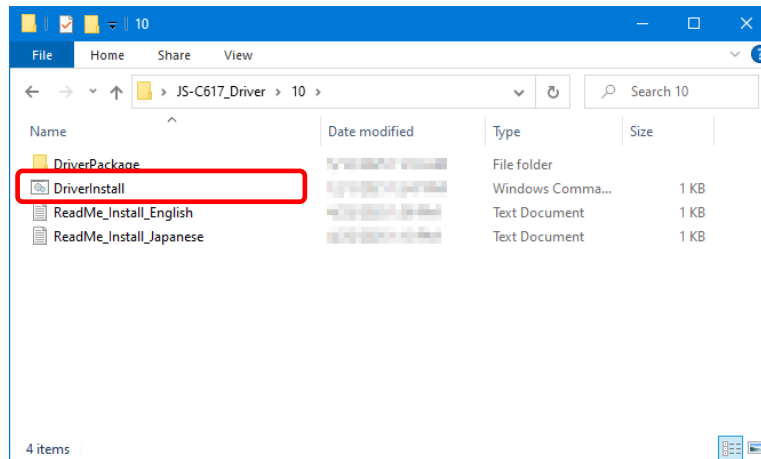 10
File Home Share View
JS-C617_Driver > 10 > Search 10
Name Date modified Type Size
DriverPackage File folder
DriverInstall Windows Comma... 1 KB
ReadMe_Install_English Text Document 1 KB
ReadMe_Install_Japanese Text Document 1 KB
4 items